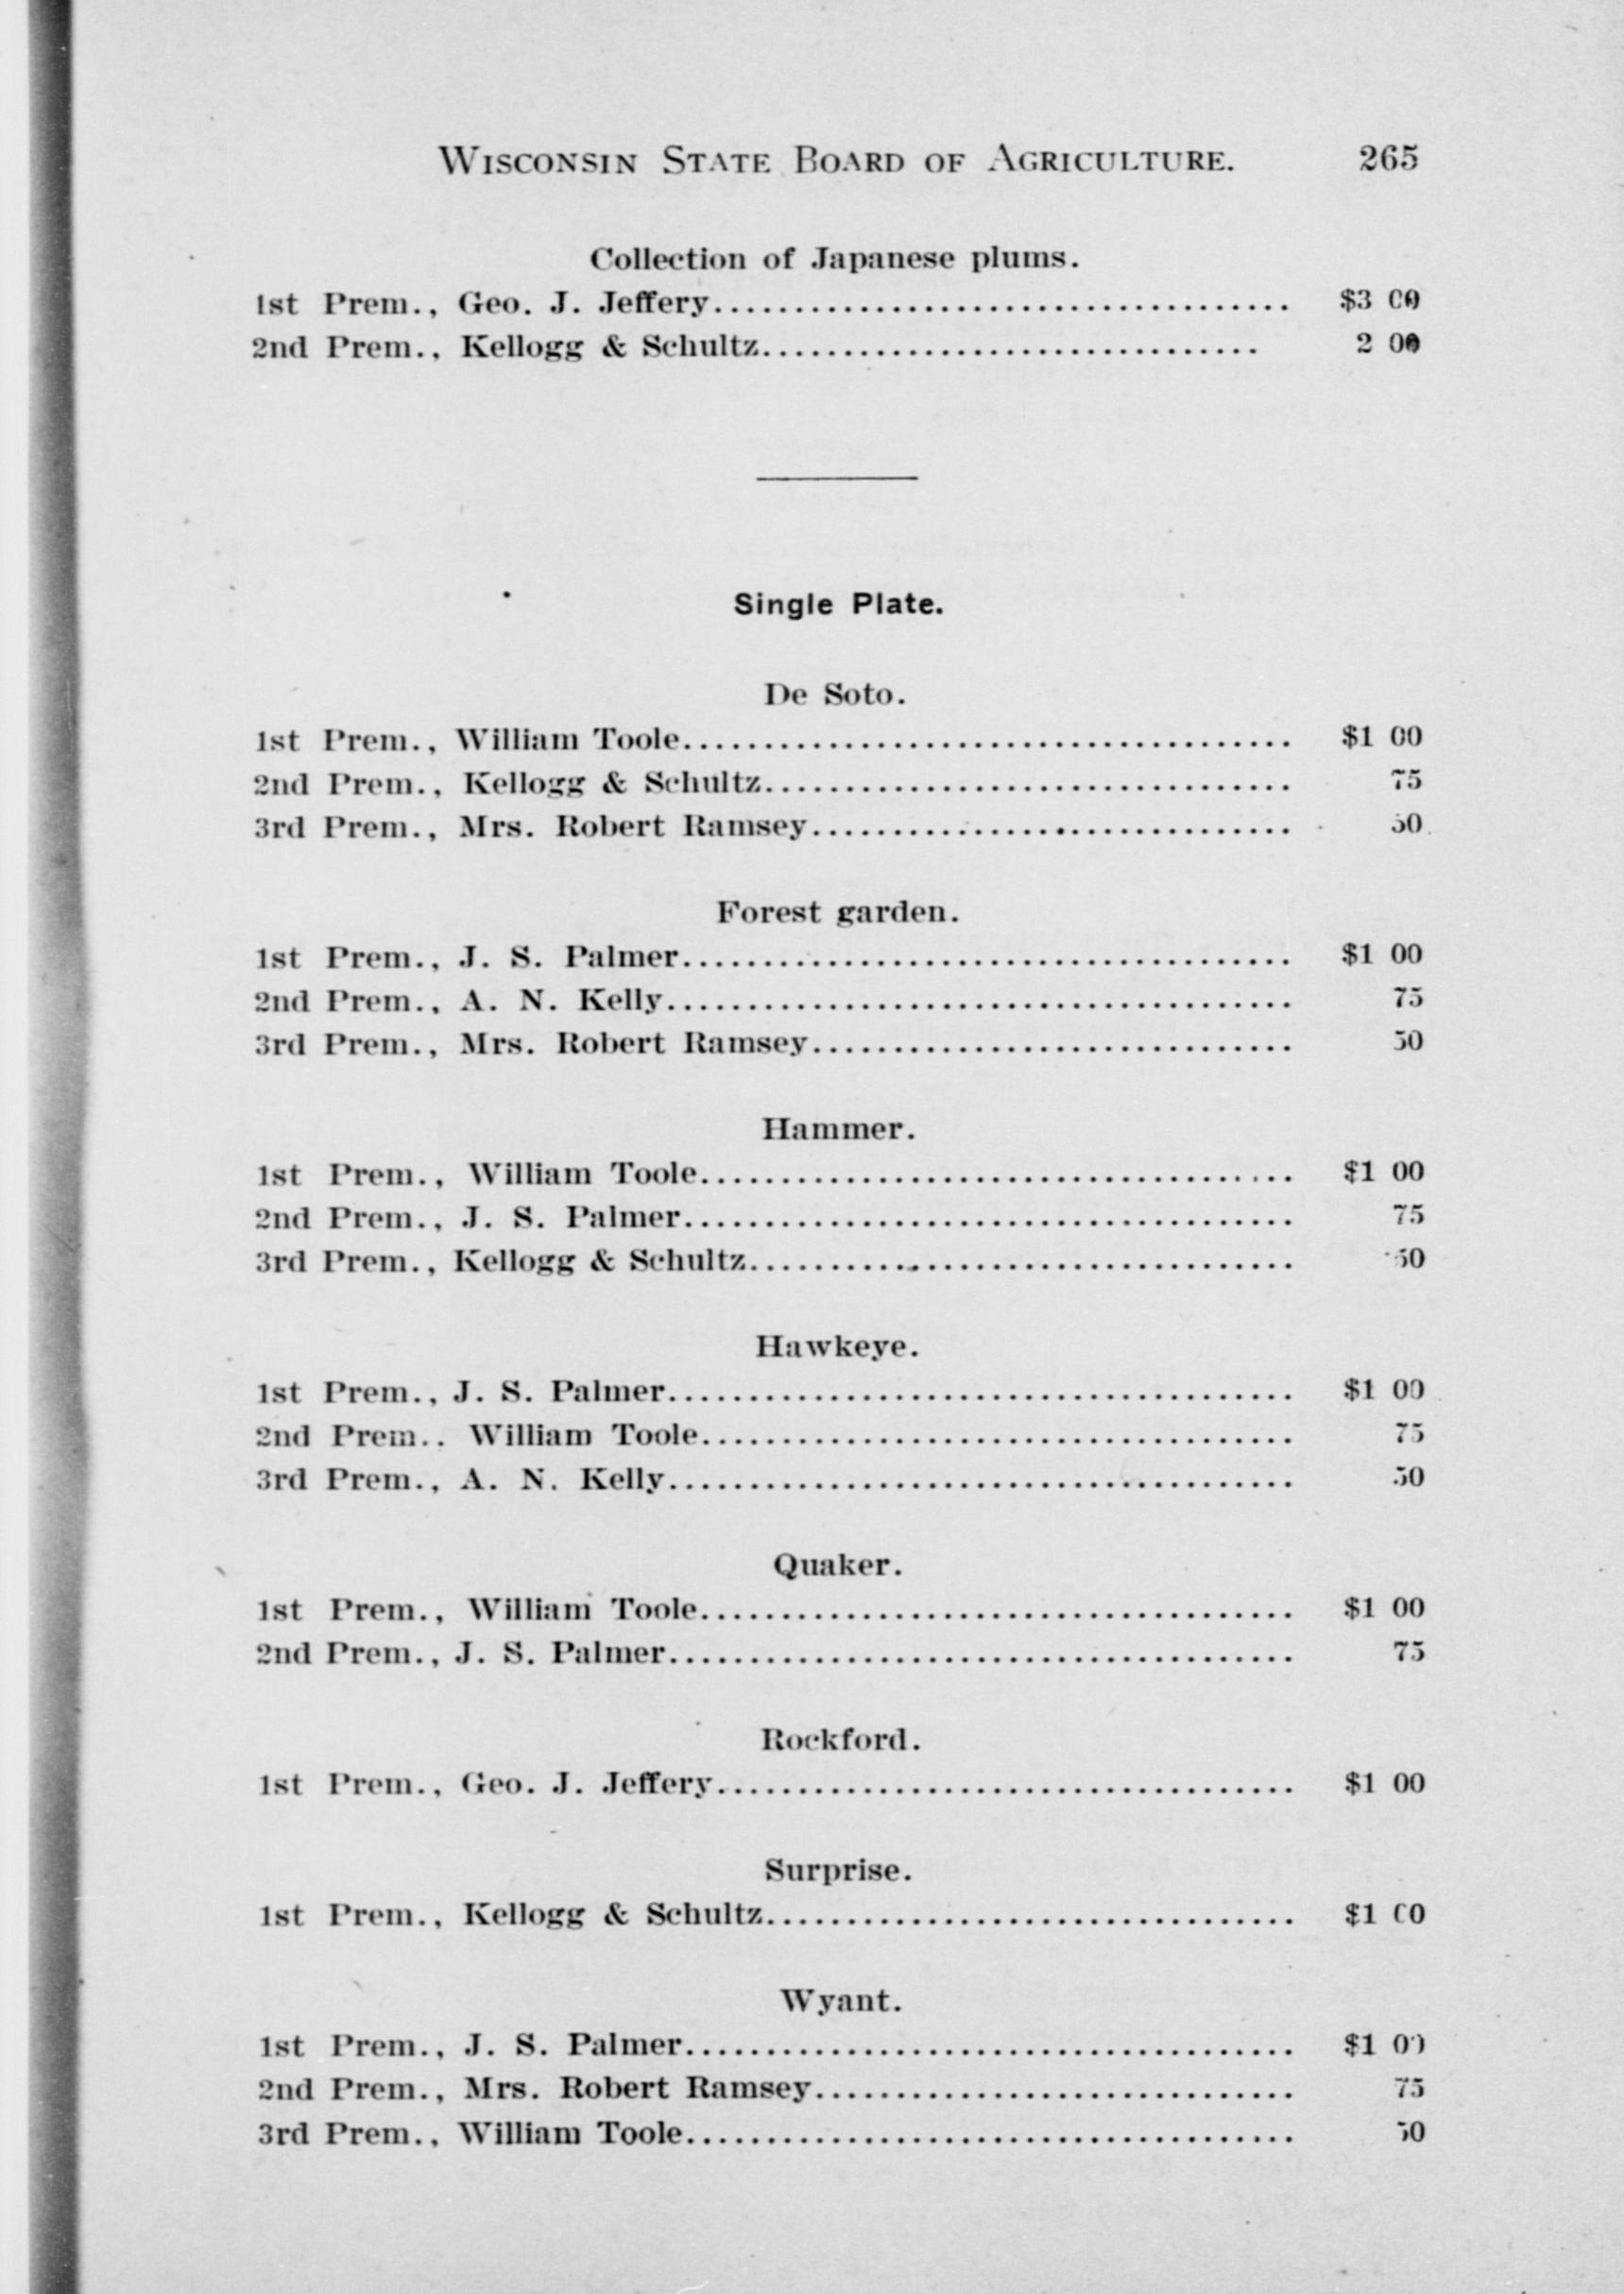 WISCONSIN STATE BOARD OF AGRICULTURE. 265
Collection of Japanese plums.
1st Prem., Geo. J. Jeffery........................................ $3 00
2nd Prem., Kellogg & Schultz................................ 2 00
Single Plate.
De Soto.
1st Prem., William Toole........................................ $1 00
2nd Prem., Kellogg & Schultz................................ 75
3rd Prem., Mrs. Robert Ramsey................................ 50
Forest garden.
1st Prem., J. S. Palmer........................................ $1 00
2nd Prem., A. N. Kelly........................................ 75
3rd Prem., Mrs. Robert Ramsey................................ 50
Hammer.
1st Prem., William Toole........................................ $1 00
2nd Prem., J. S. Palmer........................................ 75
3rd Prem., Kellogg & Schultz................................ 50
Hawkeye.
1st Prem., J. S. Palmer........................................ $1 00
2nd Prem.. William Toole........................................ 75
3rd Prem., A. N. Kelly........................................ 50
Quaker.
1st Prem., William Toole........................................ $1 00
2nd Prem., J. S. Palmer........................................ 75
Rockford.
1st Prem., Geo. J. Jeffery........................................ $1 00
Surprise.
1st Prem., Kellogg & Schultz................................ $1 00
Wyant.
1st Prem., J. S. Palmer........................................ $1 00
2nd Prem., Mrs. Robert Ramsey................................ 75
3rd Prem., William Toole........................................ 50